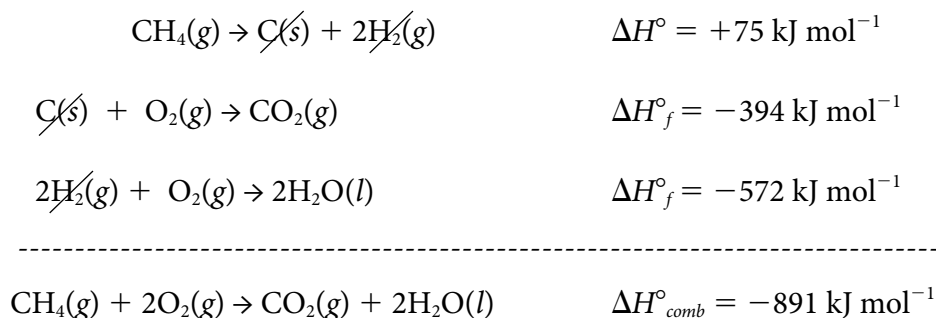 CH₄(g) → C(s) + 2H₂(g) ΔH° = +75 kJ mol⁻¹
C(s) + O₂(g) → CO₂(g) ΔH°f = −394 kJ mol⁻¹
2H₂(g) + O₂(g) → 2H₂O(l) ΔH°f = −572 kJ mol⁻¹
CH₄(g) + 2O₂(g) → CO₂(g) + 2H₂O(l) ΔH°comb = −891 kJ mol⁻¹